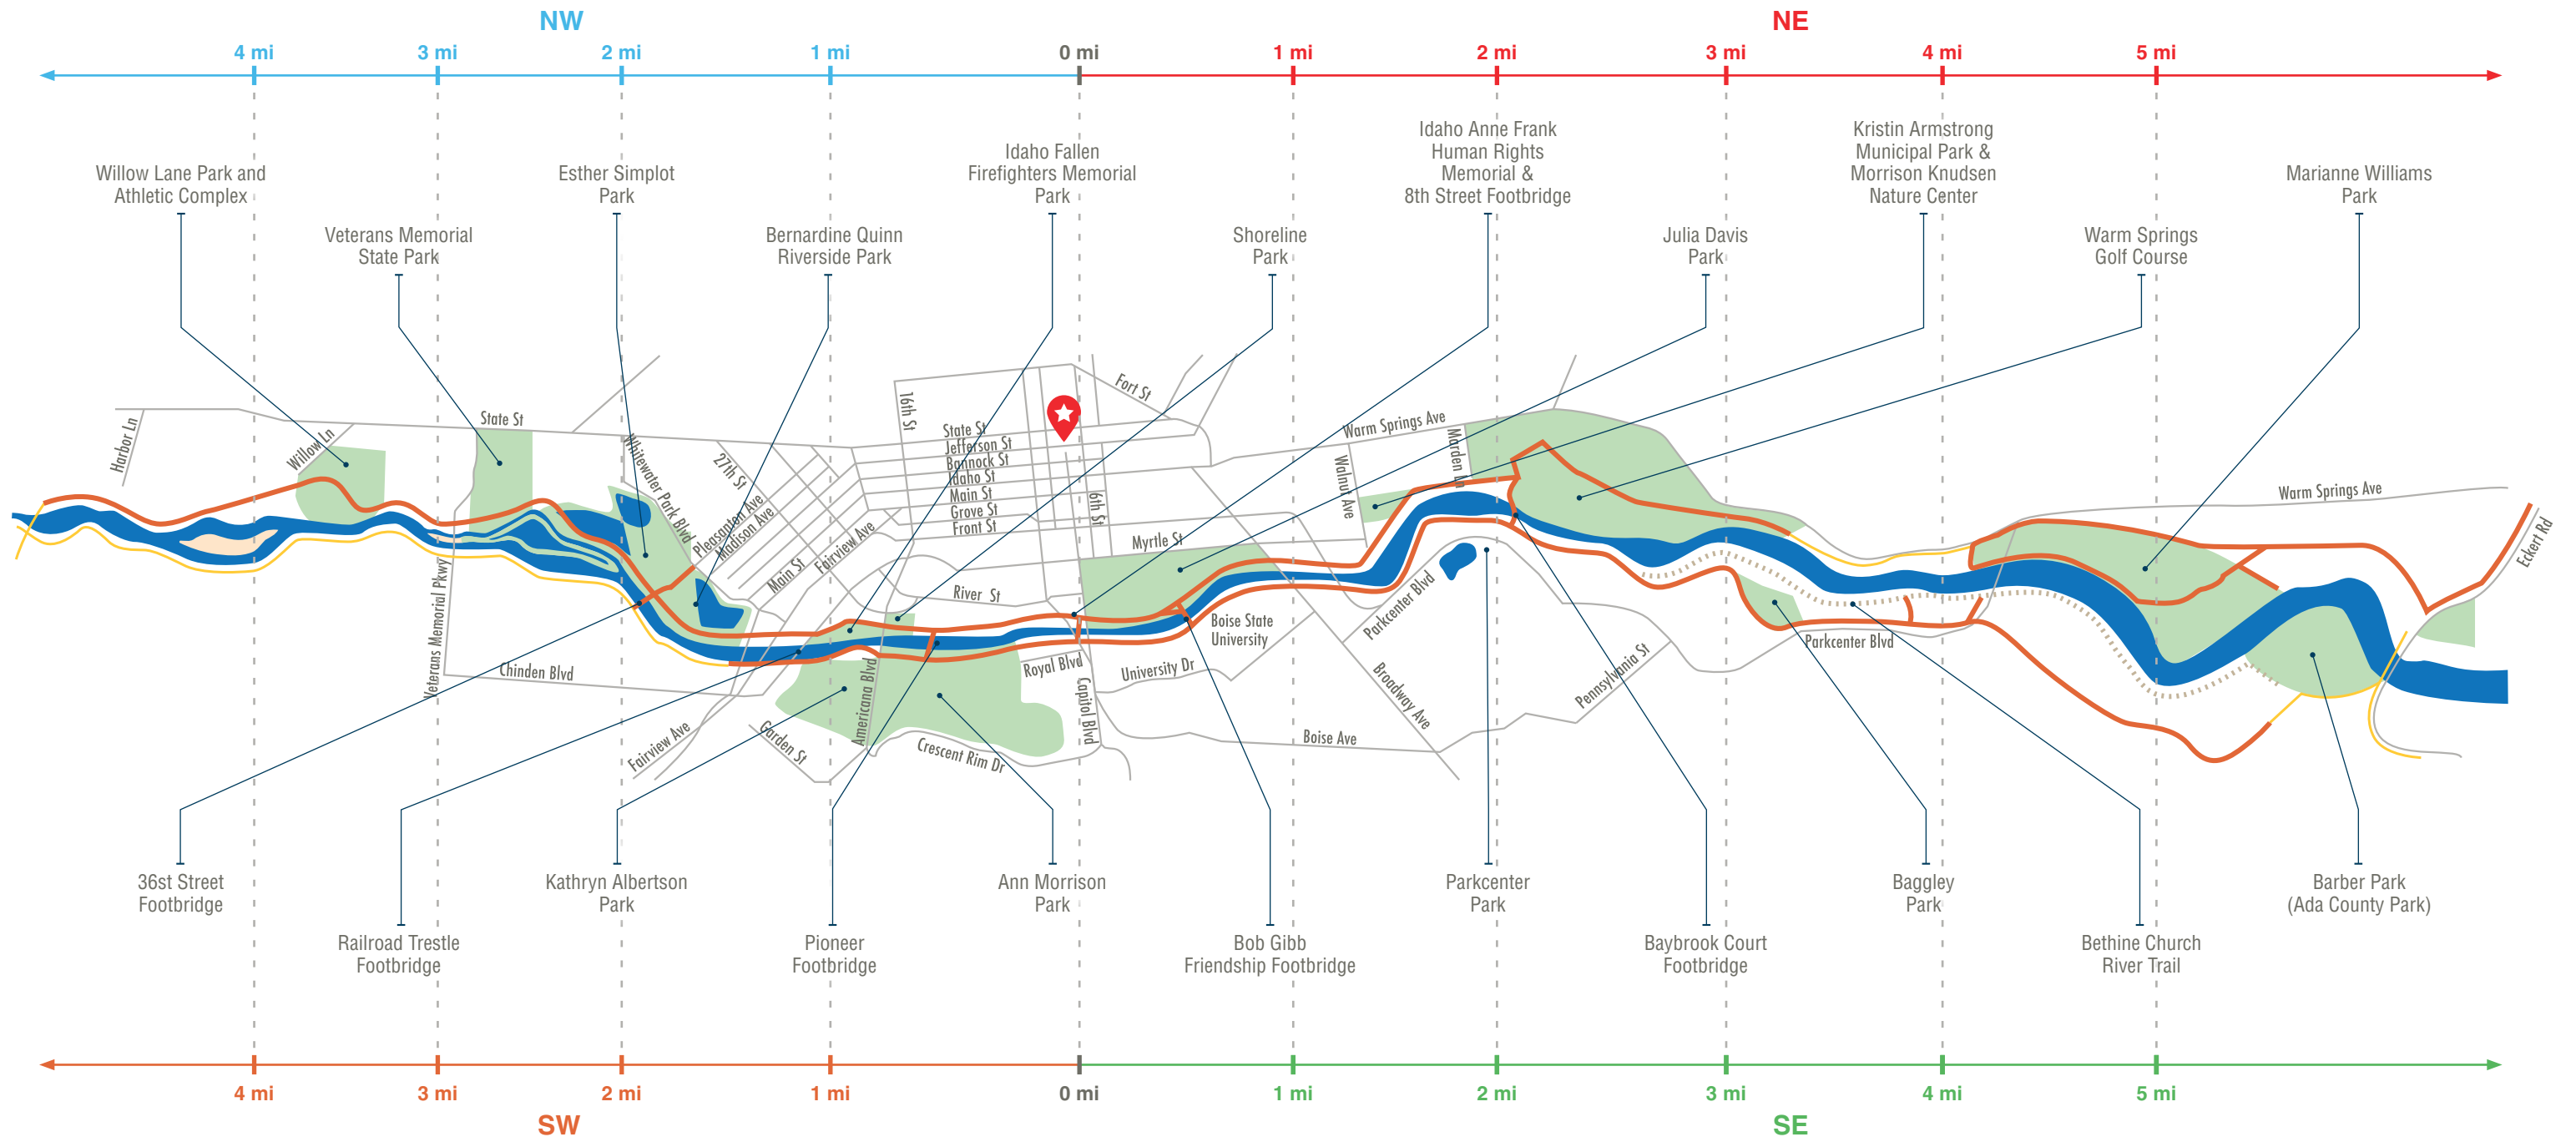 NW
NE
4 mi
3 mi
2 mi
1 mi
0 mi
1 mi
2 mi
3 mi
4 mi
5 mi
Willow Lane Park and
Athletic Complex
Veterans Memorial
State Park
Esther Simplot
Park
Bernardine Quinn
Riverside Park
Idaho Fallen
Firefighters Memorial
Park
Shoreline
Park
Idaho Anne Frank
Human Rights
Memorial &
8th Street Footbridge
Julia Davis
Park
Kristin Armstrong
Municipal Park &
Morrison Knudsen
Nature Center
Warm Springs
Golf Course
Marianne Williams
Park
Harbor Ln
Willow Ln
State St
Veterans Memorial Pkwy
Whitewater Park Blvd
27th St
Pleasanton Ave
Madison Ave
Main St
Fairview Ave
16th St
State St
Jefferson St
Bannock St
Idaho St
Main St
Grove St
Front St
6th St
Fort St
Myrtle St
River St
Warm Springs Ave
Walnut Ave
Marden Ln
Warm Springs Ave
Eckert Rd
Chinden Blvd
Fairview Ave
Garden St
Americana Blvd
Crescent Rim Dr
Royal Blvd
Capitol Blvd
University Dr
Boise State
University
Boise Ave
Broadway Ave
Parkcenter Blvd
Pennsylvania St
Parkcenter Blvd
36st Street
Footbridge
Railroad Trestle
Footbridge
Kathryn Albertson
Park
Pioneer
Footbridge
Ann Morrison
Park
Bob Gibb
Friendship Footbridge
Parkcenter
Park
Baybrook Court
Footbridge
Baggley
Park
Bethine Church
River Trail
Barber Park
(Ada County Park)
4 mi
3 mi
2 mi
1 mi
0 mi
1 mi
2 mi
3 mi
4 mi
5 mi
SW
SE